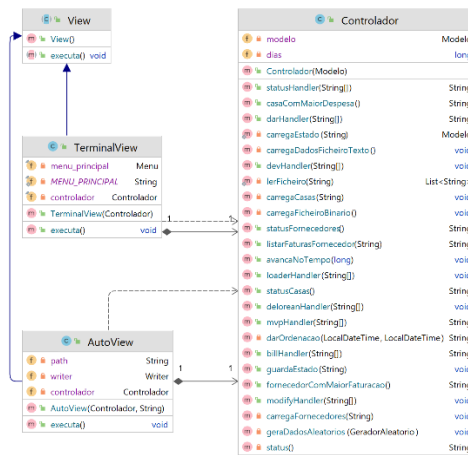 View
View()
executa() void
TerminalView
menu_principal Menu
MENU_PRINCIPAL String
controlador Controlador
TerminalView(Controlador)
executa() void
AutoView
path String
writer Writer
controlador Controlador
AutoView(Controlador, String)
executa() void
1
1
1
1
Controlador
modelo Model
dias long
Controlador(Modelo)
statusHandler(String[]) String
casaComMaiorDespesa() String
darHandler(String[]) String
carregaEstado(String) Model
carregaDadosFicheiroTexto() void
devHandler(String[]) void
lerFicheiro(String) List<String>
carregaCasas(String) void
carregaFicheiroBinario() void
statusFornecedores() String
listarFaturasFornecedor(String) String
avancaNoTempo(long) void
loaderHandler(String[]) void
statusCasas() String
deloreanHandler(String[]) void
mvpHandler(String[]) String
darOrdenacao(LocalDateTime, LocalDateTime) String
billHandler(String[]) String
guardaEstado(String) void
fornecedorComMaiorFaturacao() String
modifyHandler(String[]) void
carregaFornecedores(String) void
geraDadosAleatorios(GeradorAleatorio) void
status() String